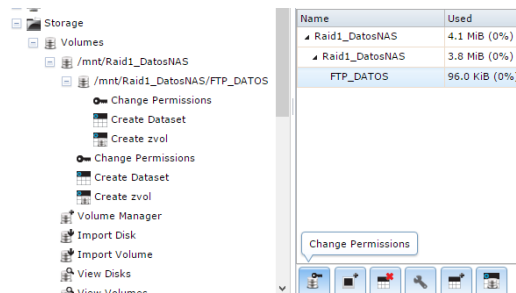 Storage
Volumes
/mnt/Raid1_DatosNAS
/mnt/Raid1_DatosNAS/FTP_DATOS
Change Permissions
Create Dataset
Create zvol
Change Permissions
Create Dataset
Create zvol
Volume Manager
Import Disk
Import Volume
View Disks
View Volumes
Name Used
Raid1_DatosNAS 4.1 MiB (0%)
Raid1_DatosNAS 3.8 MiB (0%)
FTP_DATOS 96.0 KiB (0%
Change Permissions